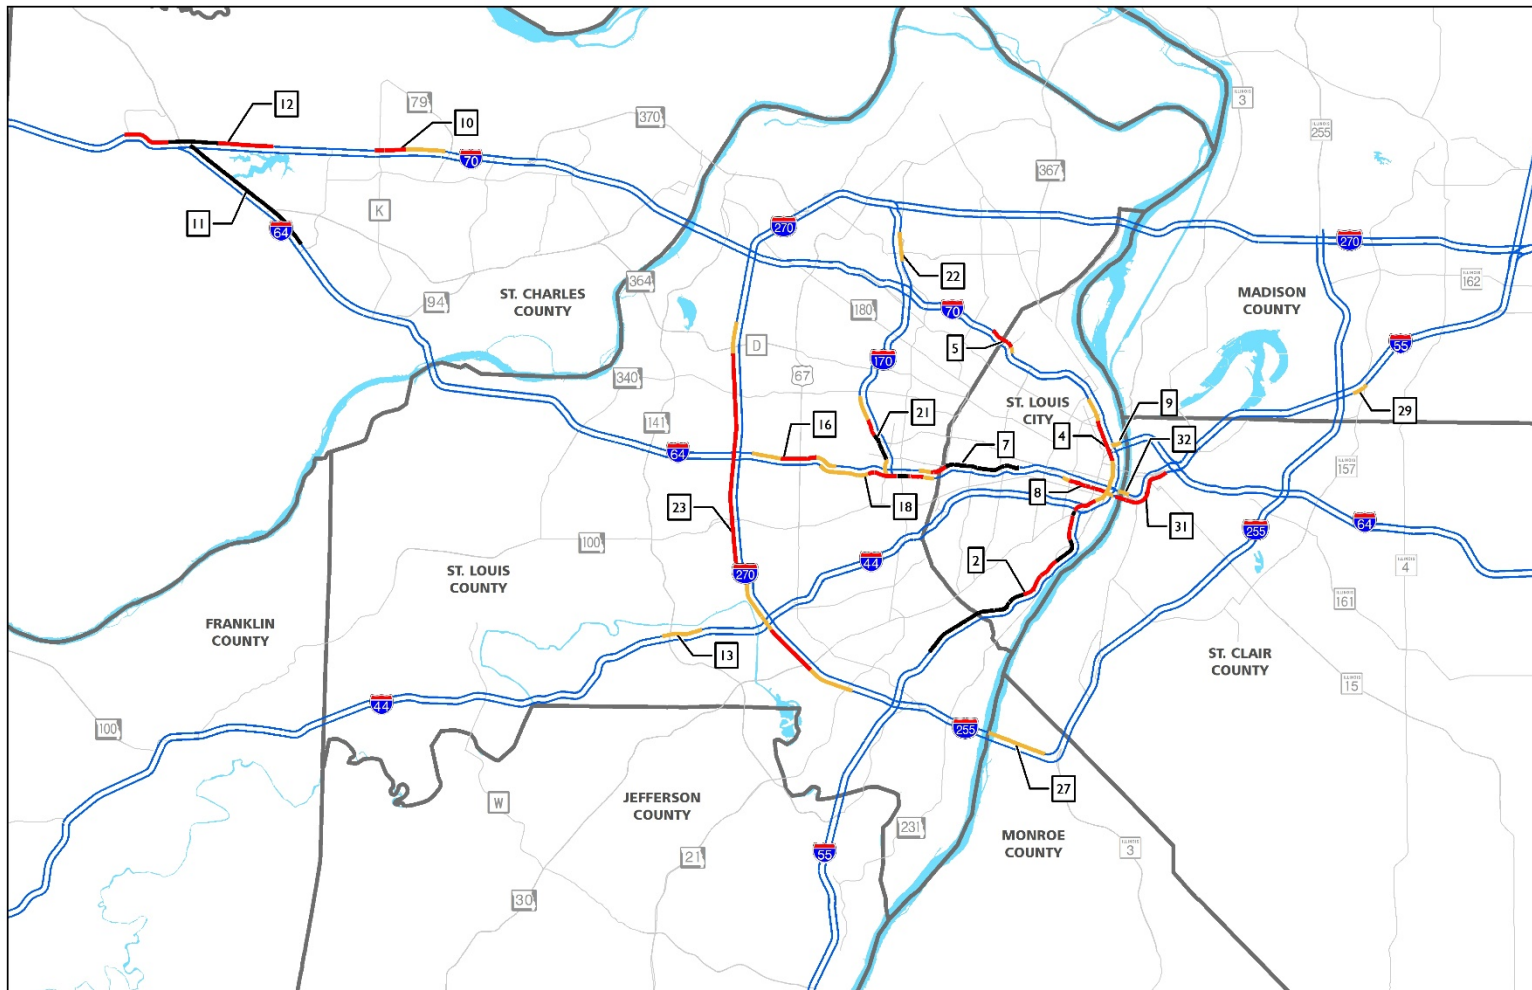 12
79
10
3
370
255
70
367
K
11
64
270
270
22
162
364
ST. CHARLES
COUNTY
94
MADISON
COUNTY
180
70
55
D
5
170
67
340
ST. LOUIS
CITY
9
29
141
16
21
4
32
7
64
157
8
18
31
23
64
255
100
2
44
4
270
ST. LOUIS
COUNTY
161
FRANKLIN
COUNTY
13
ST. CLAIR
COUNTY
15
44
100
255
27
W
JEFFERSON
COUNTY
231
MONROE
COUNTY
3
55
21
30